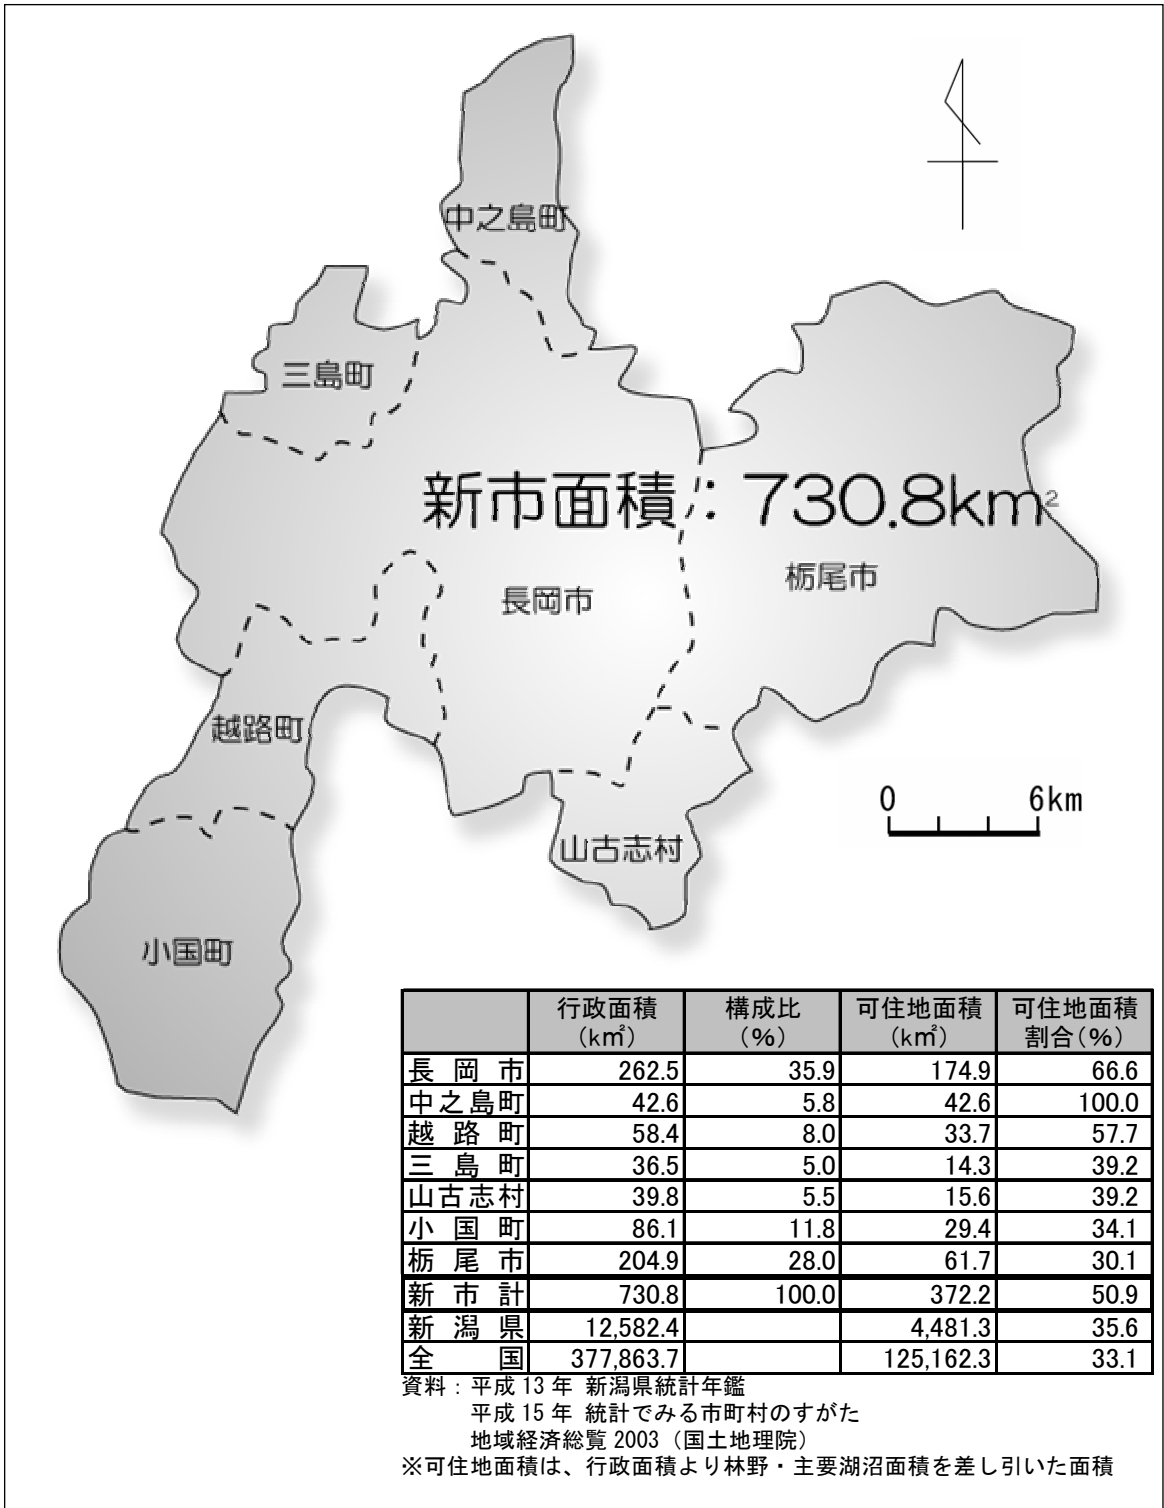 中之島町
三島町
新市面積：730.8km²
栃尾市
長岡市
越路町
0 6km
山古志村
小国町
行政面積（k㎡） 構成比（%） 可住地面積（k㎡） 可住地面積割合（%）
長岡市 262.5 35.9 174.9 66.6
中之島町 42.6 5.8 42.6 100.0
越路町 58.4 8.0 33.7 57.7
三島町 36.5 5.0 14.3 39.2
山古志村 39.8 5.5 15.6 39.2
小国町 86.1 11.8 29.4 34.1
栃尾市 204.9 28.0 61.7 30.1
新市計 730.8 100.0 372.2 50.9
新潟県 12,582.4 4,481.3 35.6
全国 377,863.7 125,162.3 33.1
資料：平成13年 新潟県統計年鑑
平成15年 統計でみる市町村のすがた
地域経済総覧2003（国土地理院）
※可住地面積は、行政面積より林野・主要湖沼面積を差し引いた面積